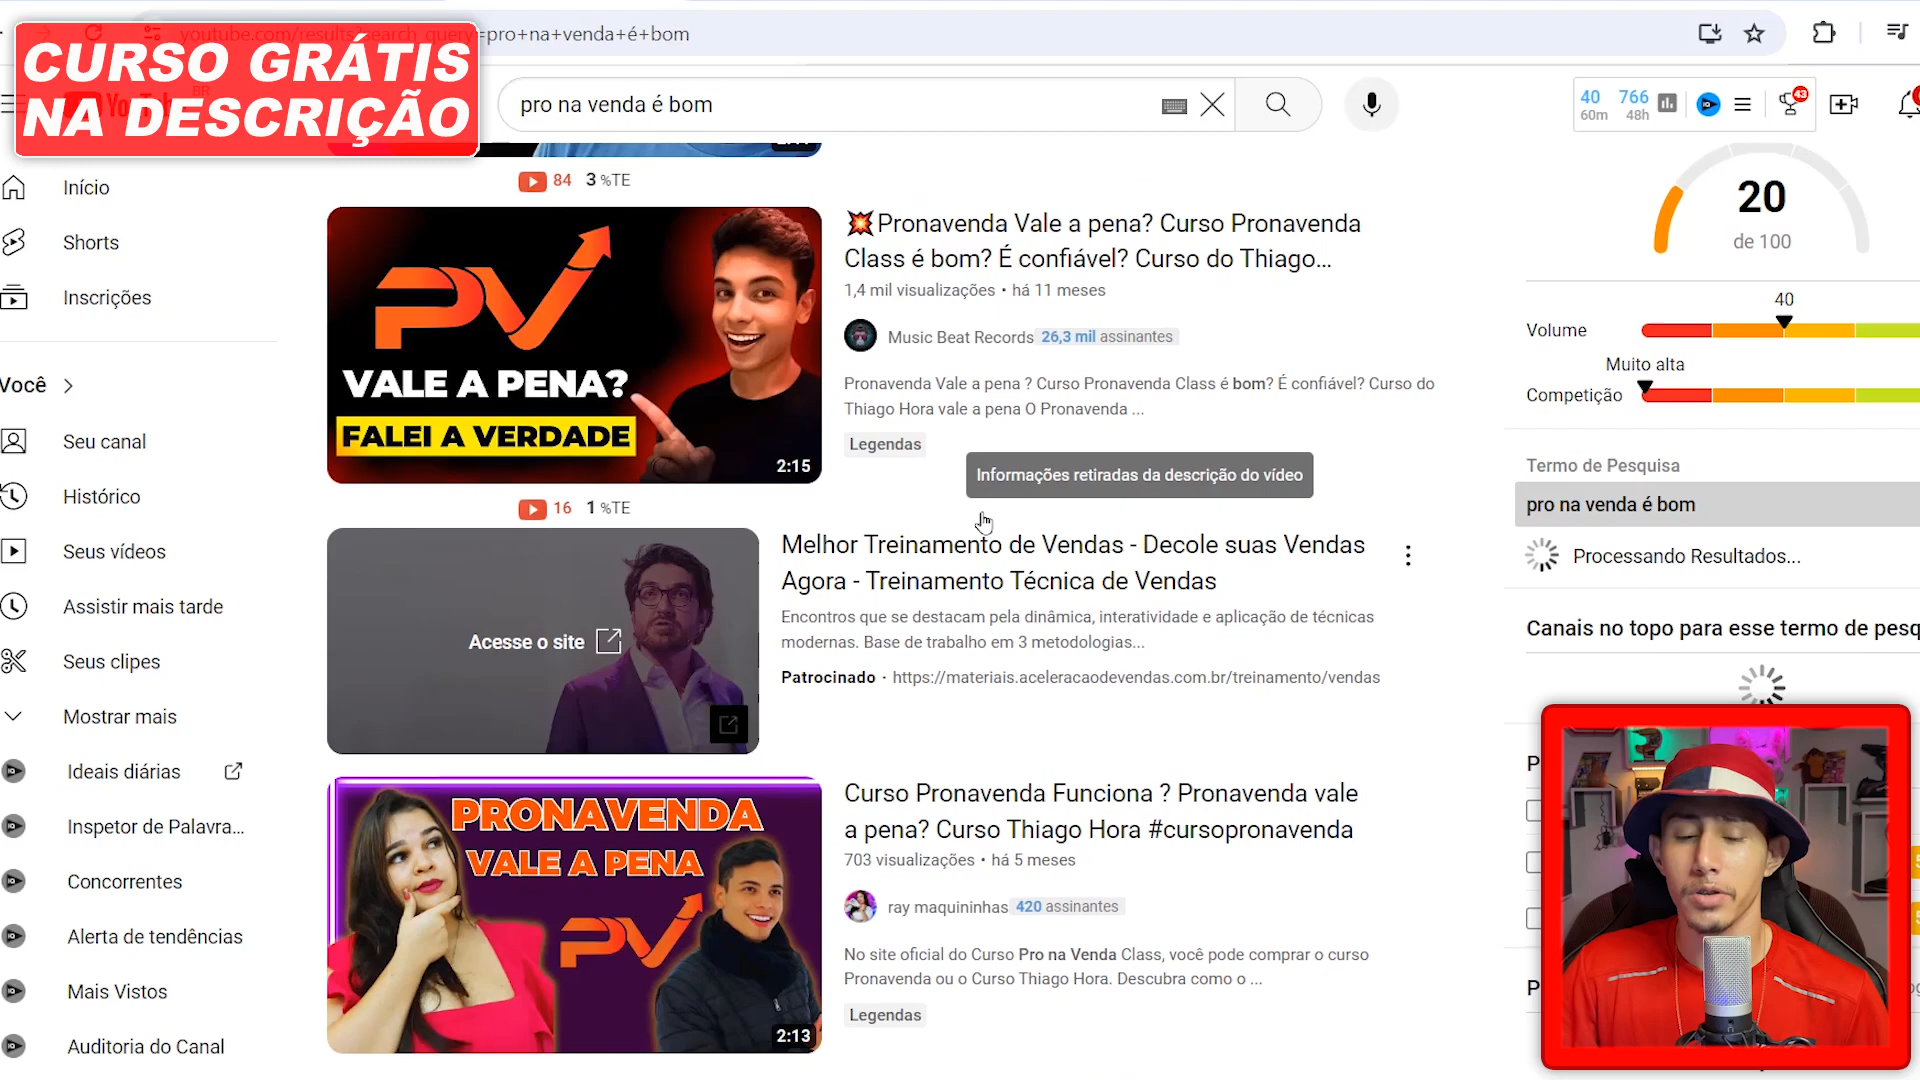 youtube.com/results?search_query=pro+na+venda+é+bom
CURSO GRÁTIS
NA DESCRIÇÃO
BR
pro na venda é bom
40
60m
766
48h
43
Início
Shorts
Inscrições
Você
Seu canal
Histórico
Seus vídeos
Assistir mais tarde
Seus clipes
Mostrar mais
Ideais diárias
Inspetor de Palavra...
Concorrentes
Alerta de tendências
Mais Vistos
Auditoria do Canal
84 3 %TE
PV
VALE A PENA?
FALEI A VERDADE
2:15
💥Pronavenda Vale a pena? Curso Pronavenda
Class é bom? É confiável? Curso do Thiago...
1,4 mil visualizações • há 11 meses
Music Beat Records 26,3 mil assinantes
Pronavenda Vale a pena ? Curso Pronavenda Class é bom? É confiável? Curso do
Thiago Hora vale a pena O Pronavenda ...
Legendas
Informações retiradas da descrição do vídeo
16 1 %TE
Acesse o site
Melhor Treinamento de Vendas - Decole suas Vendas
Agora - Treinamento Técnica de Vendas
Encontros que se destacam pela dinâmica, interatividade e aplicação de técnicas
modernas. Base de trabalho em 3 metodologias...
Patrocinado · https://materiais.aceleracaodevendas.com.br/treinamento/vendas
PRONAVENDA
VALE A PENA
PV
2:13
Curso Pronavenda Funciona ? Pronavenda vale
a pena? Curso Thiago Hora #cursopronavenda
703 visualizações • há 5 meses
ray maquininhas 420 assinantes
No site oficial do Curso Pro na Venda Class, você pode comprar o curso
Pronavenda ou o Curso Thiago Hora. Descubra como o ...
Legendas
20
de 100
40
Volume
Muito alta
Competição
Termo de Pesquisa
pro na venda é bom
Processando Resultados...
Canais no topo para esse termo de pesq
P
P